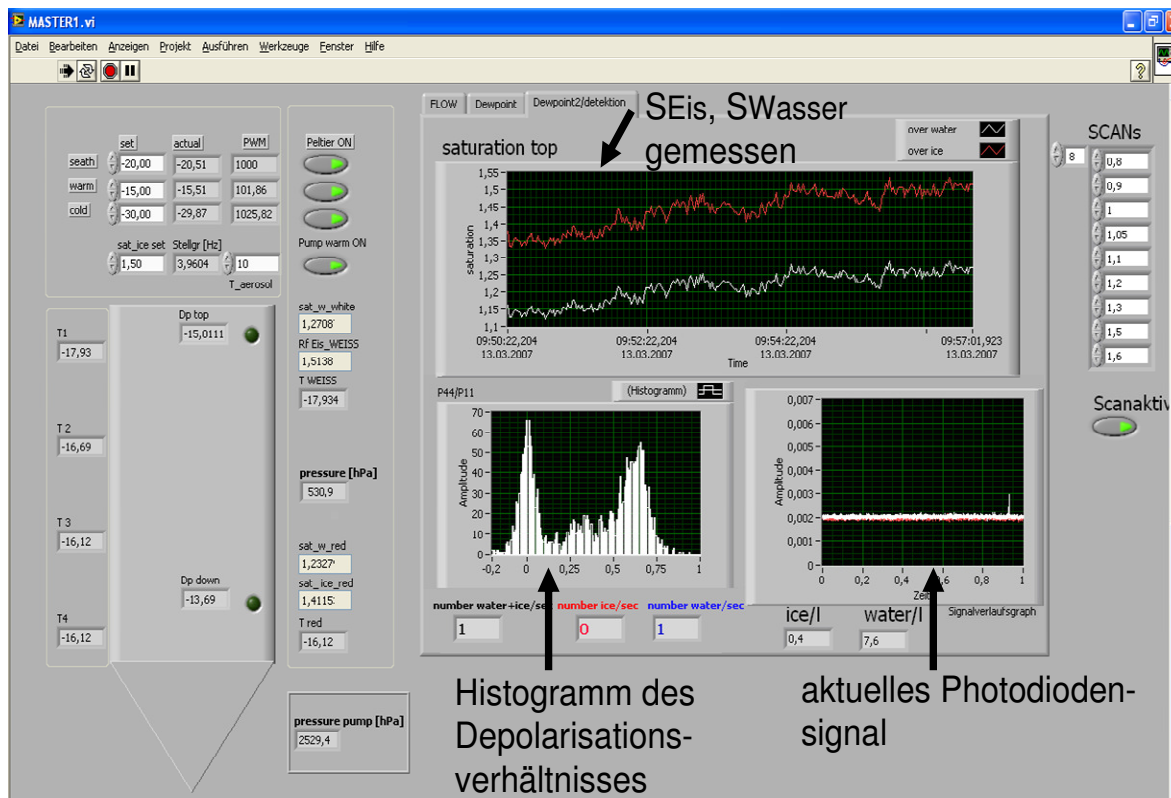 MASTER1.vi
Datei Bearbeiten Anzeigen Projekt Ausführen Werkzeuge Fenster Hilfe
set actual PWM
seath -20,00 -20,51 1000
warm -15,00 -15,51 101,86
cold -30,00 -29,87 1025,82
sat_ice set Stellgr [Hz]
1,50 3,9604 10
T_aerosol
Peltier ON
Pump warm ON
Dp top
-15,0111
T1
-17,93
T 2
-16,69
T 3
-16,12
Dp down
-13,69
T4
-16,12
sat_w_white
1,2708
Rf Eis_WEISS
1,5138
T WEISS
-17,934
pressure [hPa]
530,9
sat_w_red
1,2327
sat_ice_red
1,4115
T red
-16,12
pressure pump [hPa]
2529,4
FLOW Dewpoint Dewpoint2/detektion
SEis, SWasser
gemessen
saturation top
over water
over ice
saturation
1,55
1,5
1,45
1,4
1,35
1,3
1,25
1,2
1,15
1,1
09:50:22,204 09:52:22,204 09:54:22,204 09:57:01,923
13.03.2007 13.03.2007 13.03.2007 13.03.2007
Time
P44/P11 (Histogramm)
Amplitude
70
60
50
40
30
20
10
0
-0,2 0 0,25 0,5 0,75 1
number water+ice/sec number ice/sec number water/sec
1 0 1
Amplitude
0,007
0,006
0,005
0,004
0,003
0,002
0,001
0
0 0,2 0,4 0,6 0,8 1
Signalverlaufsgraph
ice/l water/l
0,4 7,6
SCANs
8
0,8
0,9
1
1,05
1,1
1,2
1,3
1,5
1,6
Scanaktiv
Histogramm des
Depolarisations-
verhältnisses
aktuelles Photodioden-
signal